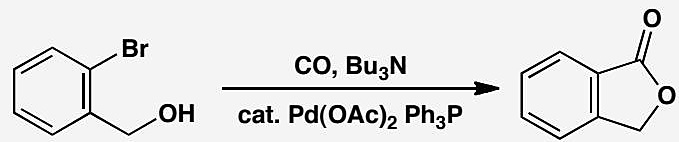 Br
OH
CO, Bu₃N
cat. Pd(OAc)₂ Ph₃P
O
O